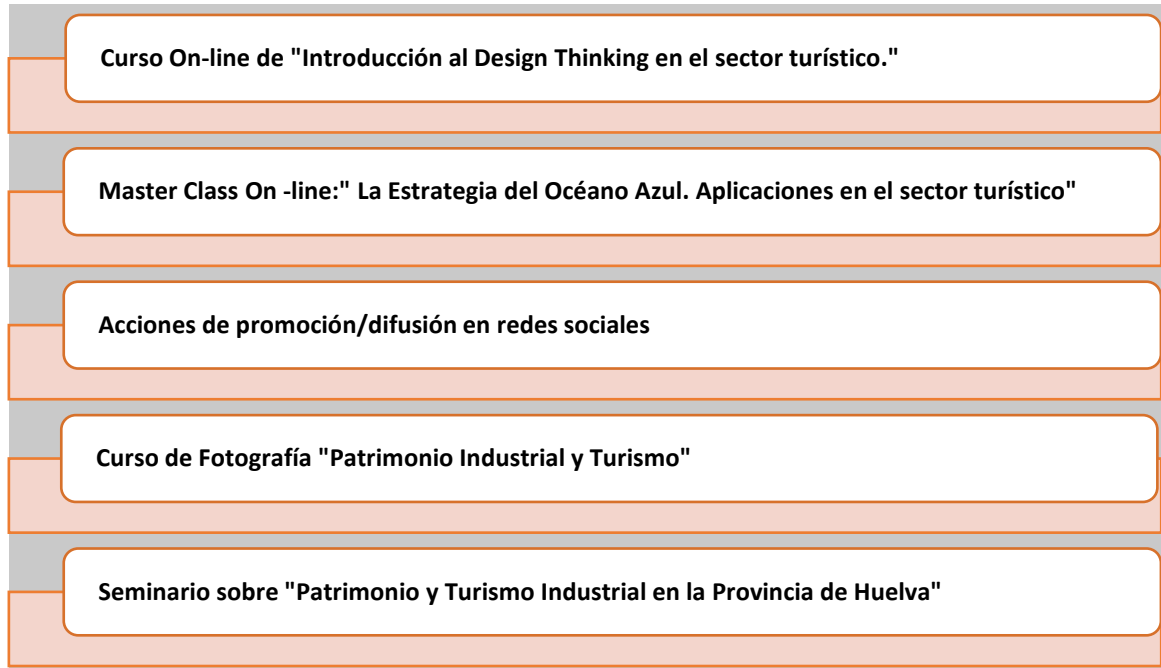 Curso On-line de "Introducción al Design Thinking en el sector turístico."
Master Class On -line:" La Estrategia del Océano Azul. Aplicaciones en el sector turístico"
Acciones de promoción/difusión en redes sociales
Curso de Fotografía "Patrimonio Industrial y Turismo"
Seminario sobre "Patrimonio y Turismo Industrial en la Provincia de Huelva"